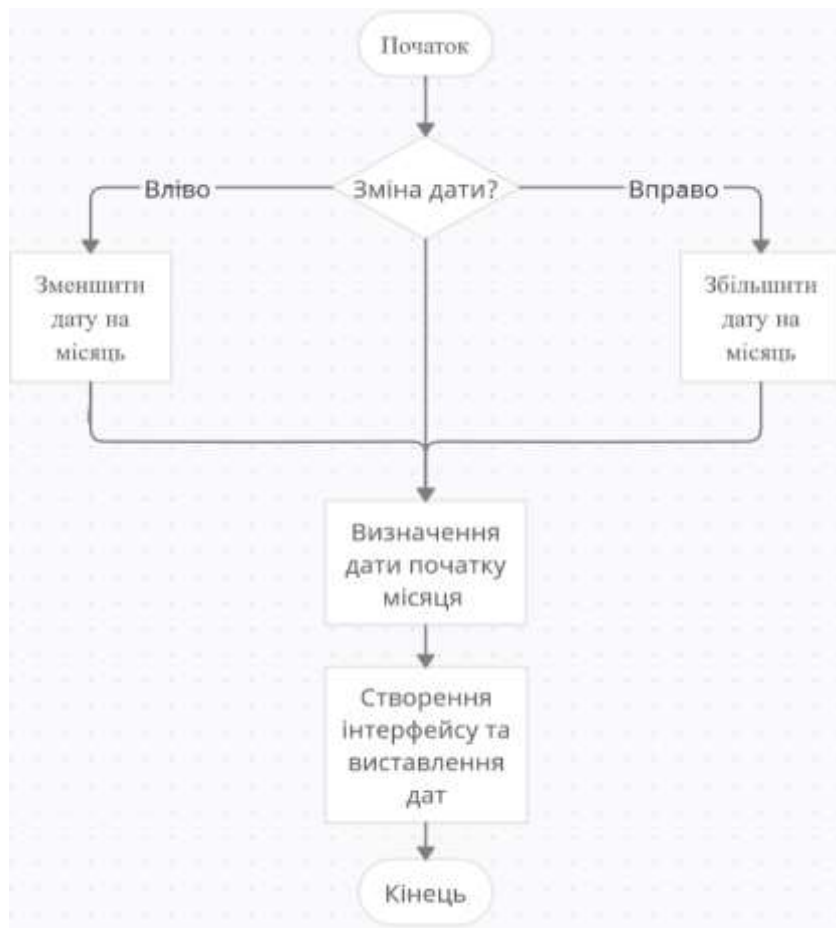 Початок
Вліво
Зміна дати?
Вправо
Зменшити
дату на
місяць
Збільшити
дату на
місяць
Визначення
дати початку
місяця
Створення
інтерфейсу та
виставлення
дат
Кінець